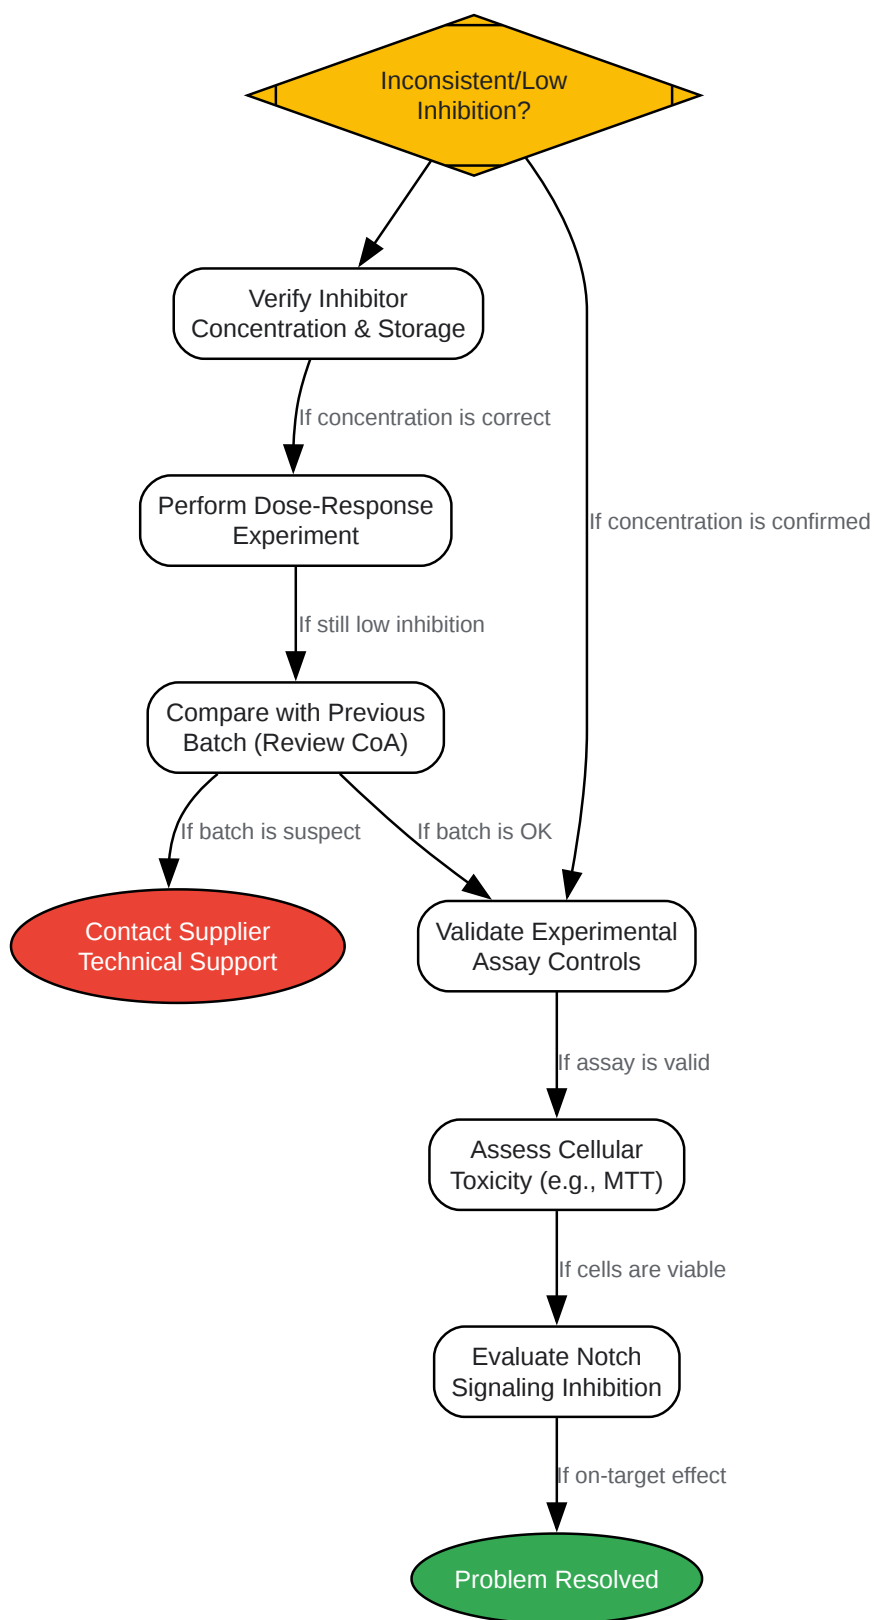 Inconsistent/Low
Inhibition?
Verify Inhibitor
Concentration & Storage
If concentration is correct
Perform Dose-Response
Experiment
If concentration is confirmed
If still low inhibition
Compare with Previous
Batch (Review CoA)
If batch is suspect
If batch is OK
Contact Supplier
Technical Support
Validate Experimental
Assay Controls
If assay is valid
Assess Cellular
Toxicity (e.g., MTT)
If cells are viable
Evaluate Notch
Signaling Inhibition
If on-target effect
Problem Resolved